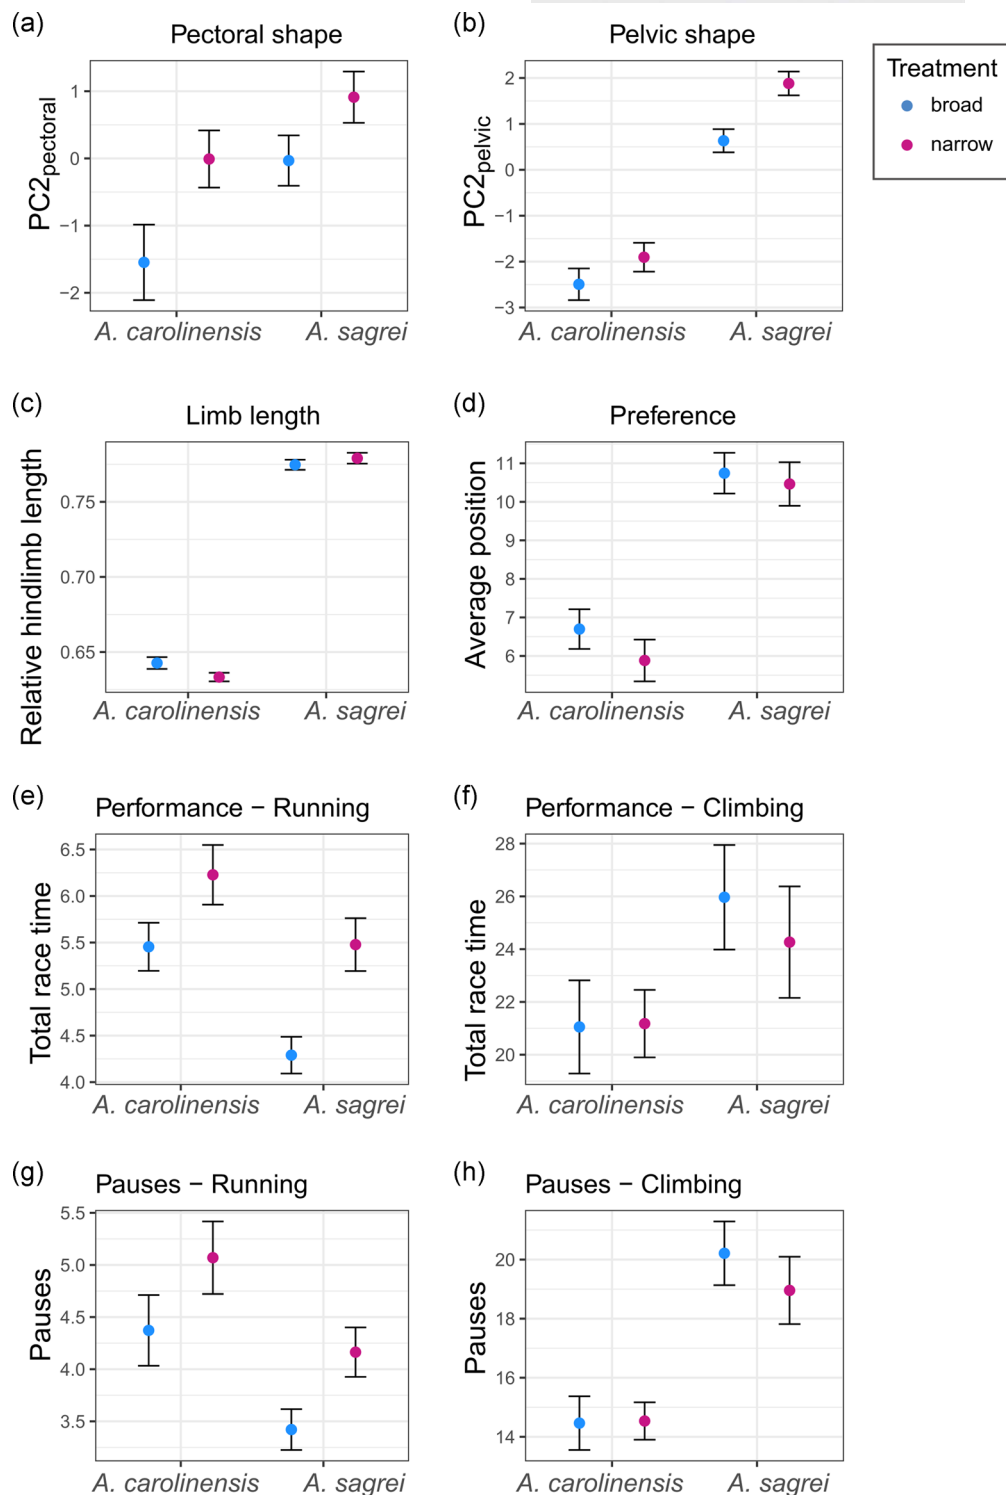 (a)
Pectoral shape
PC2pectoral
1
0
−1
−2
A. carolinensis
A. sagrei
(b)
Pelvic shape
PC2pelvic
2
1
0
−1
−2
−3
A. carolinensis
A. sagrei
Treatment
broad
narrow
(c)
Limb length
Relative hindlimb length
0.75
0.70
0.65
A. carolinensis
A. sagrei
(d)
Preference
Average position
11
10
9
8
7
6
A. carolinensis
A. sagrei
(e)
Performance − Running
Total race time
6.5
6.0
5.5
5.0
4.5
4.0
A. carolinensis
A. sagrei
(f)
Performance − Climbing
Total race time
28
26
24
22
20
A. carolinensis
A. sagrei
(g)
Pauses − Running
Pauses
5.5
5.0
4.5
4.0
3.5
A. carolinensis
A. sagrei
(h)
Pauses − Climbing
Pauses
20
18
16
14
A. carolinensis
A. sagrei